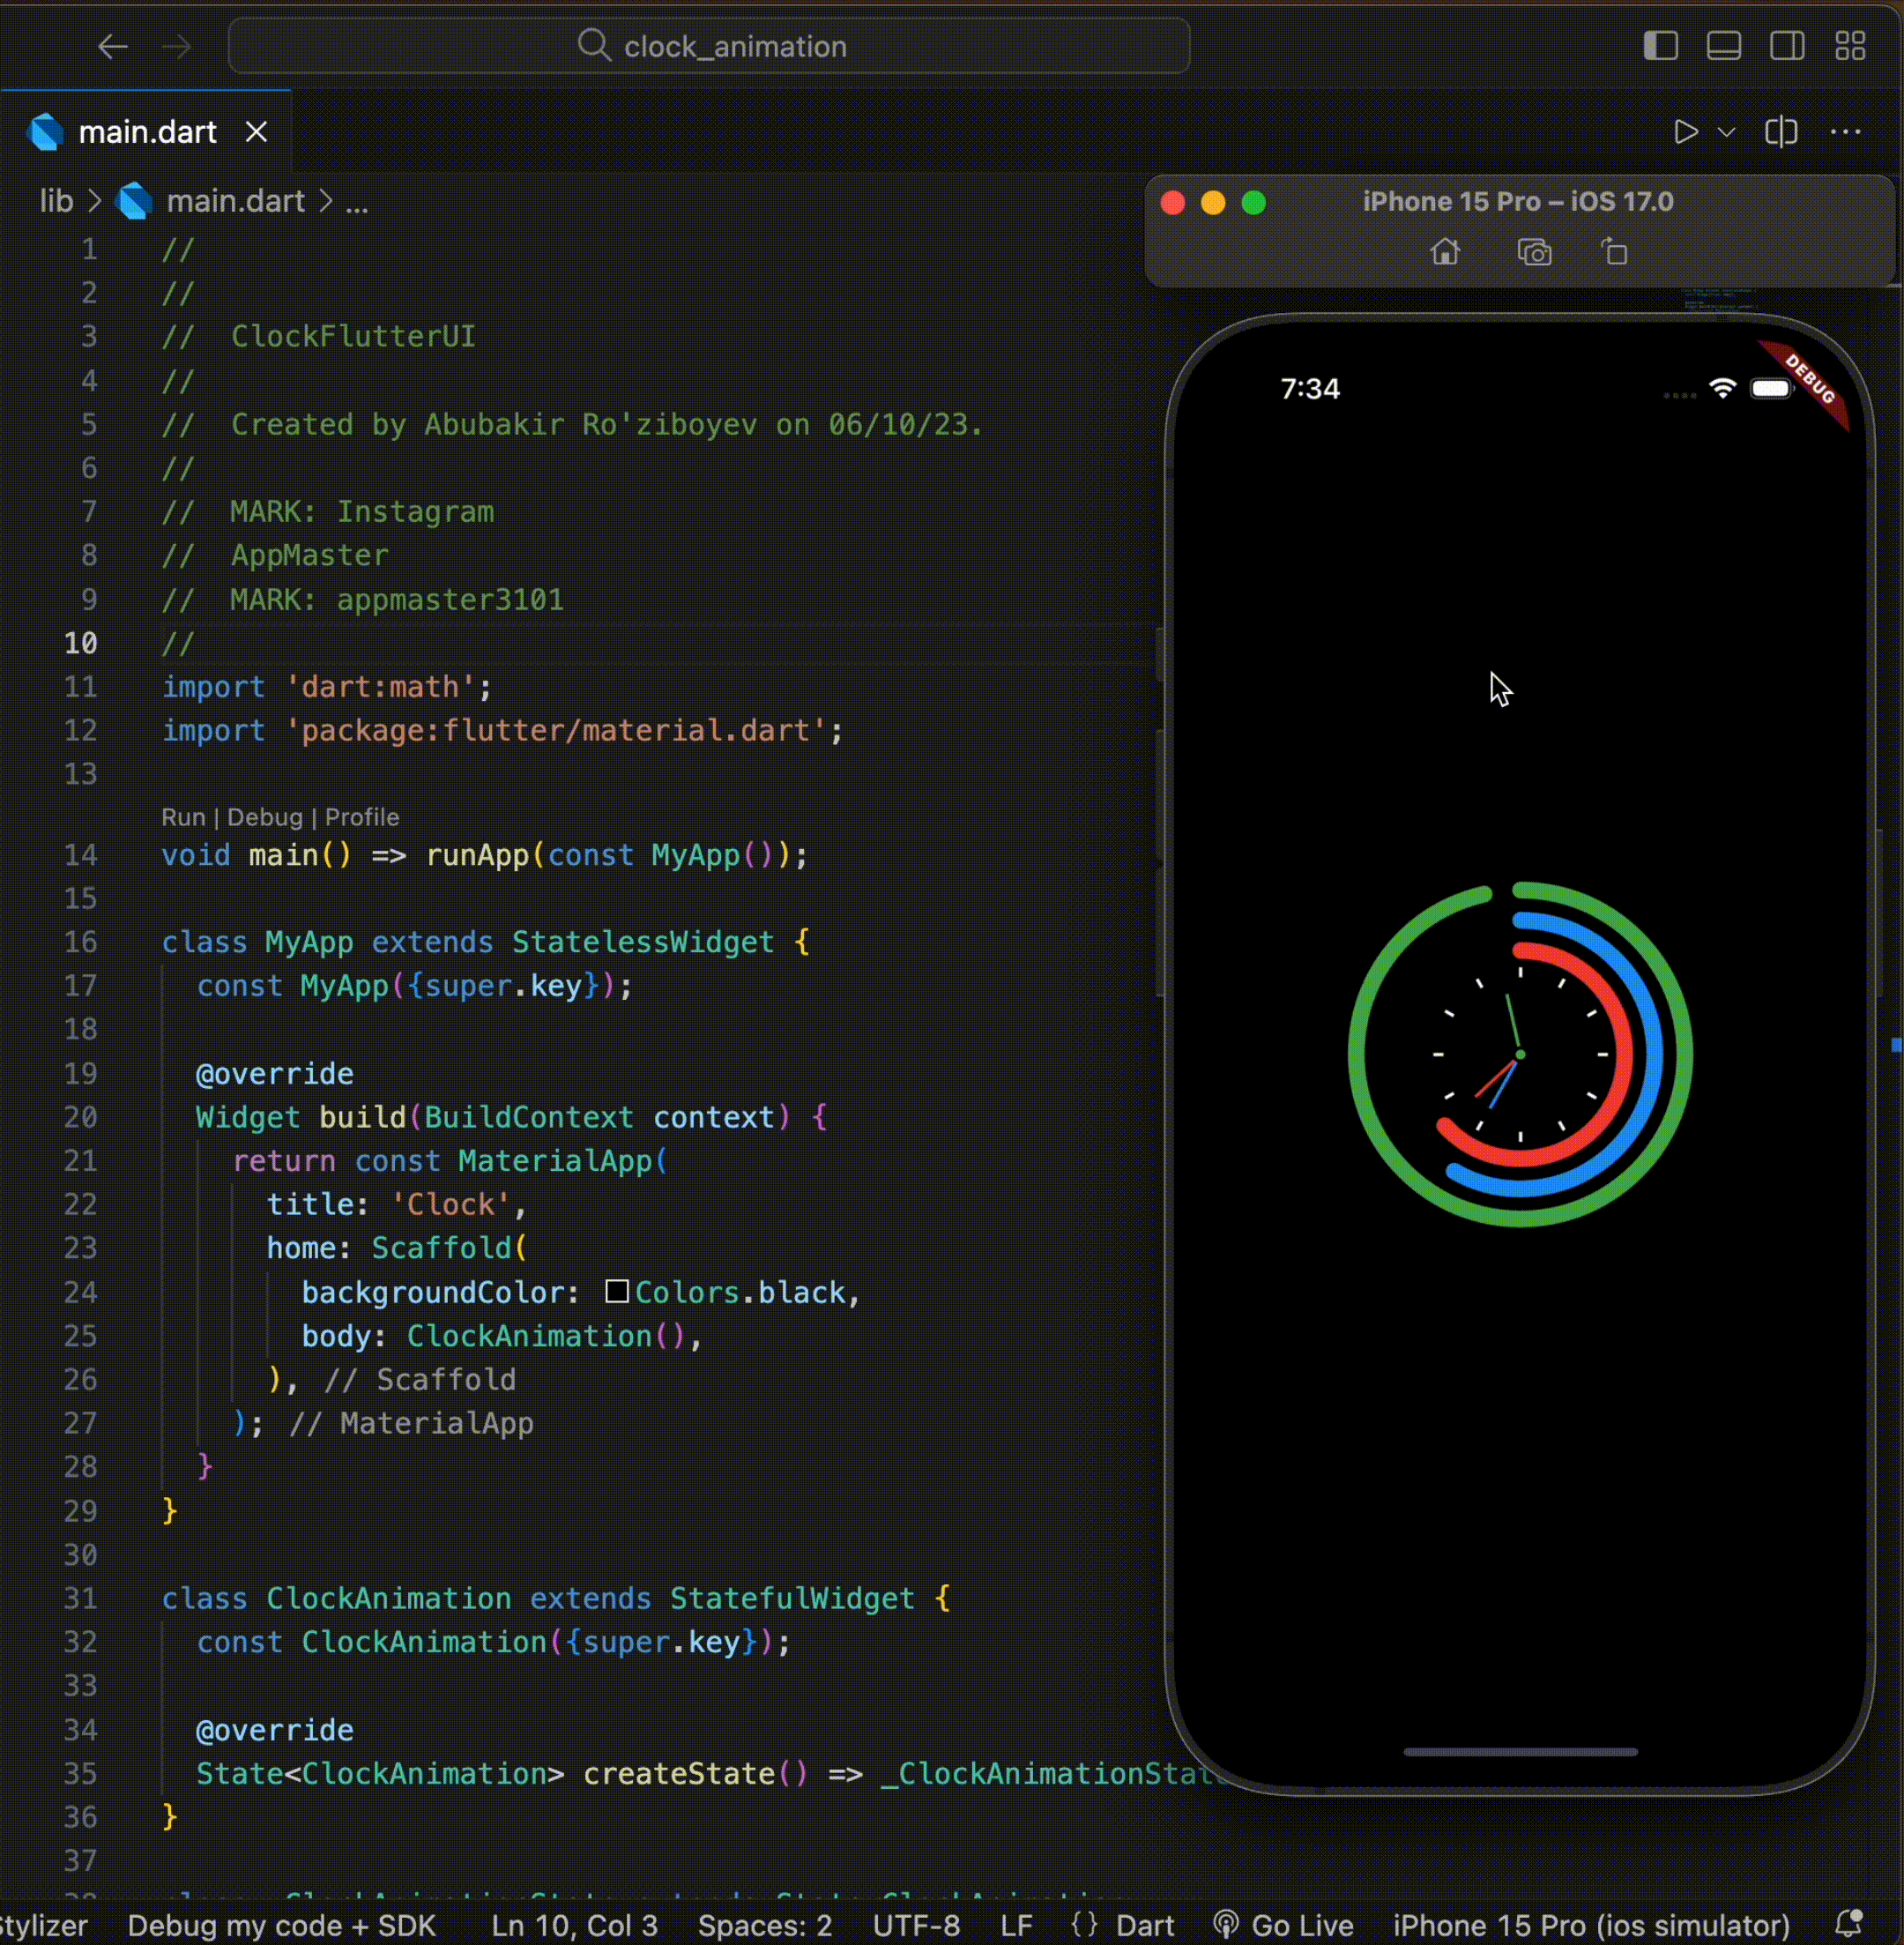 clock_animation
main.dart
lib > main.dart > ...
iPhone 15 Pro – iOS 17.0
7:34
DEBUG
1 //
2 //
3 //  ClockFlutterUI
4 //
5 //  Created by Abubakir Ro'ziboyev on 06/10/23.
6 //
7 //  MARK: Instagram
8 //  AppMaster
9 //  MARK: appmaster3101
10 //
11 import 'dart:math';
12 import 'package:flutter/material.dart';
13
Run | Debug | Profile
14 void main() => runApp(const MyApp());
15
16 class MyApp extends StatelessWidget {
17   const MyApp({super.key});
18
19   @override
20   Widget build(BuildContext context) {
21     return const MaterialApp(
22       title: 'Clock',
23       home: Scaffold(
24         backgroundColor: Colors.black,
25         body: ClockAnimation(),
26       ), // Scaffold
27     ); // MaterialApp
28   }
29 }
30
31 class ClockAnimation extends StatefulWidget {
32   const ClockAnimation({super.key});
33
34   @override
35   State<ClockAnimation> createState() => _ClockAnimationState
36 }
37
Stylizer Debug my code + SDK Ln 10, Col 3 Spaces: 2 UTF-8 LF {} Dart Go Live iPhone 15 Pro (ios simulator)